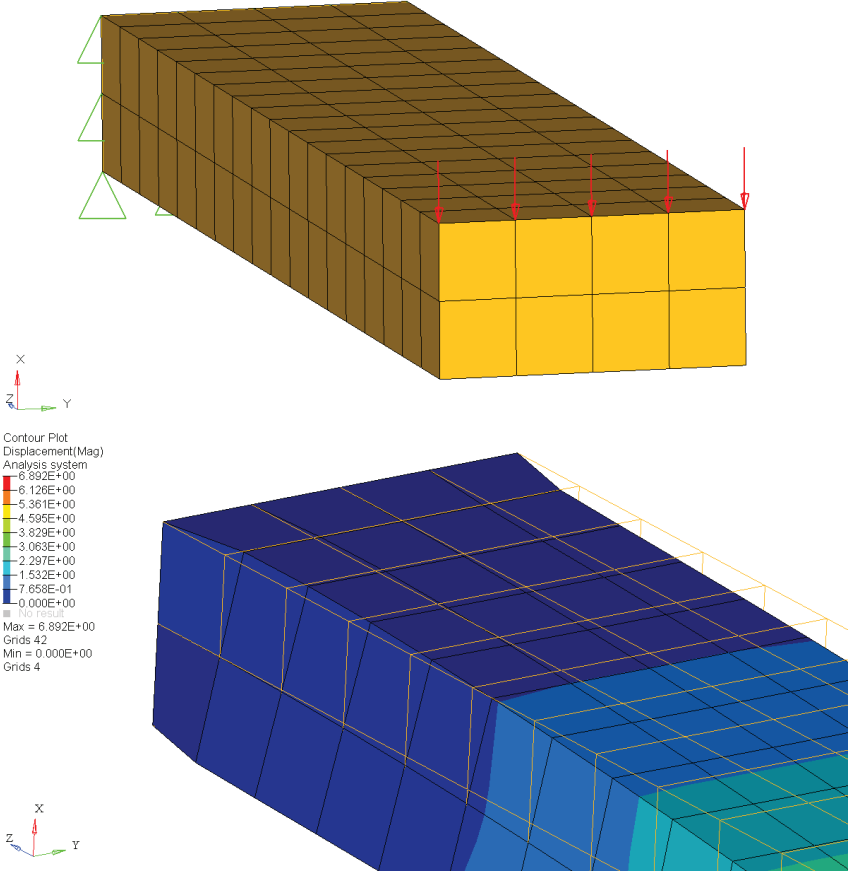 X
Z
Y
Contour Plot
Displacement(Mag)
Analysis system
6.892E+00
6.126E+00
5.361E+00
4.595E+00
3.829E+00
3.063E+00
2.297E+00
1.532E+00
7.658E-01
0.000E+00
No result
Max = 6.892E+00
Grids 42
Min = 0.000E+00
Grids 4
X
Z
Y